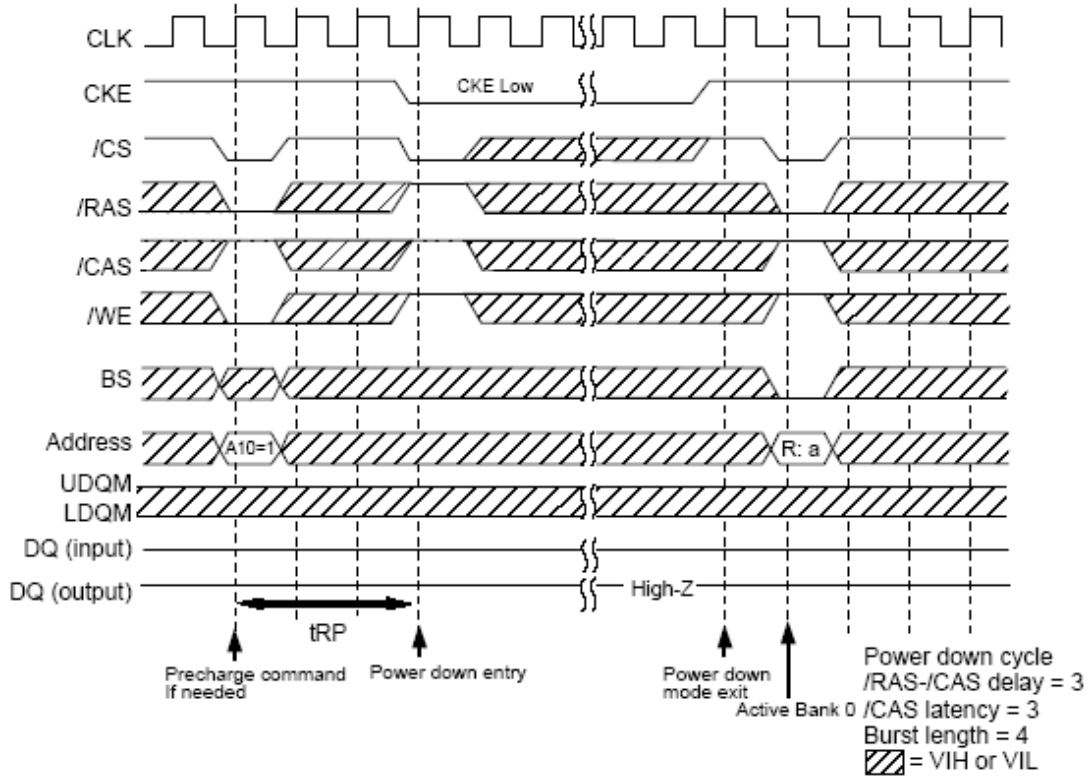 CLK
CKE
CKE Low
/CS
/RAS
/CAS
/WE
BS
Address
A10=1
R: a
UDQM
LDQM
DQ (input)
DQ (output)
High-Z
tRP
Precharge command
If needed
Power down entry
Power down
mode exit
Active Bank 0
Power down cycle
/RAS-/CAS delay = 3
/CAS latency = 3
Burst length = 4
= VIH or VIL